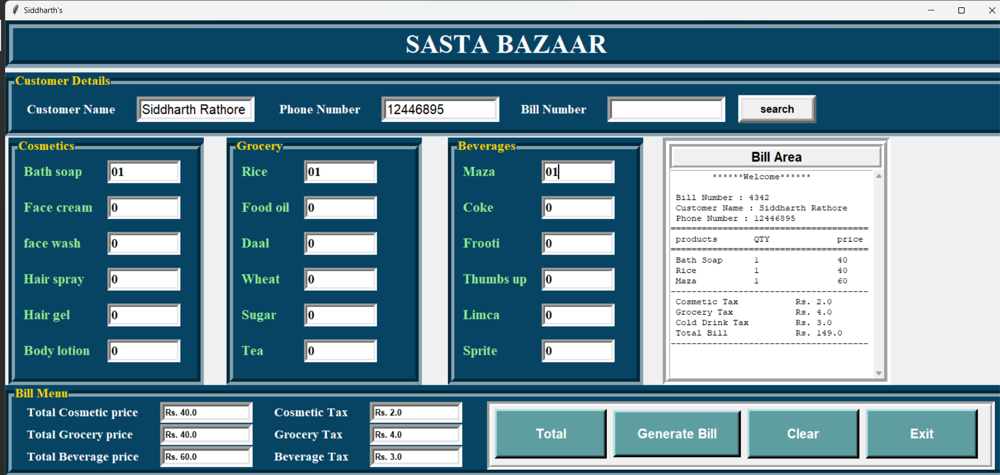 Siddharth's
SASTA BAZAAR
Customer Details
Customer Name Siddharth Rathore Phone Number 12446895 Bill Number search
Cosmetics
Bath soap 01
Face cream 0
face wash 0
Hair spray 0
Hair gel 0
Body lotion 0
Grocery
Rice 01
Food oil 0
Daal 0
Wheat 0
Sugar 0
Tea 0
Beverages
Maza 01
Coke 0
Frooti 0
Thumbs up 0
Limca 0
Sprite 0
Bill Area
******Welcome******
Bill Number : 4342
Customer Name : Siddharth Rathore
Phone Number : 12446895
======================================
products QTY price
======================================
Bath Soap 1 40
Rice 1 40
Maza 1 60
--------------------------------------
Cosmetic Tax Rs. 2.0
Grocery Tax Rs. 4.0
Cold Drink Tax Rs. 3.0
Total Bill Rs. 149.0
--------------------------------------
Bill Menu
Total Cosmetic price Rs. 40.0 Cosmetic Tax Rs. 2.0
Total Grocery price Rs. 40.0 Grocery Tax Rs. 4.0
Total Beverage price Rs. 60.0 Beverage Tax Rs. 3.0
Total Generate Bill Clear Exit